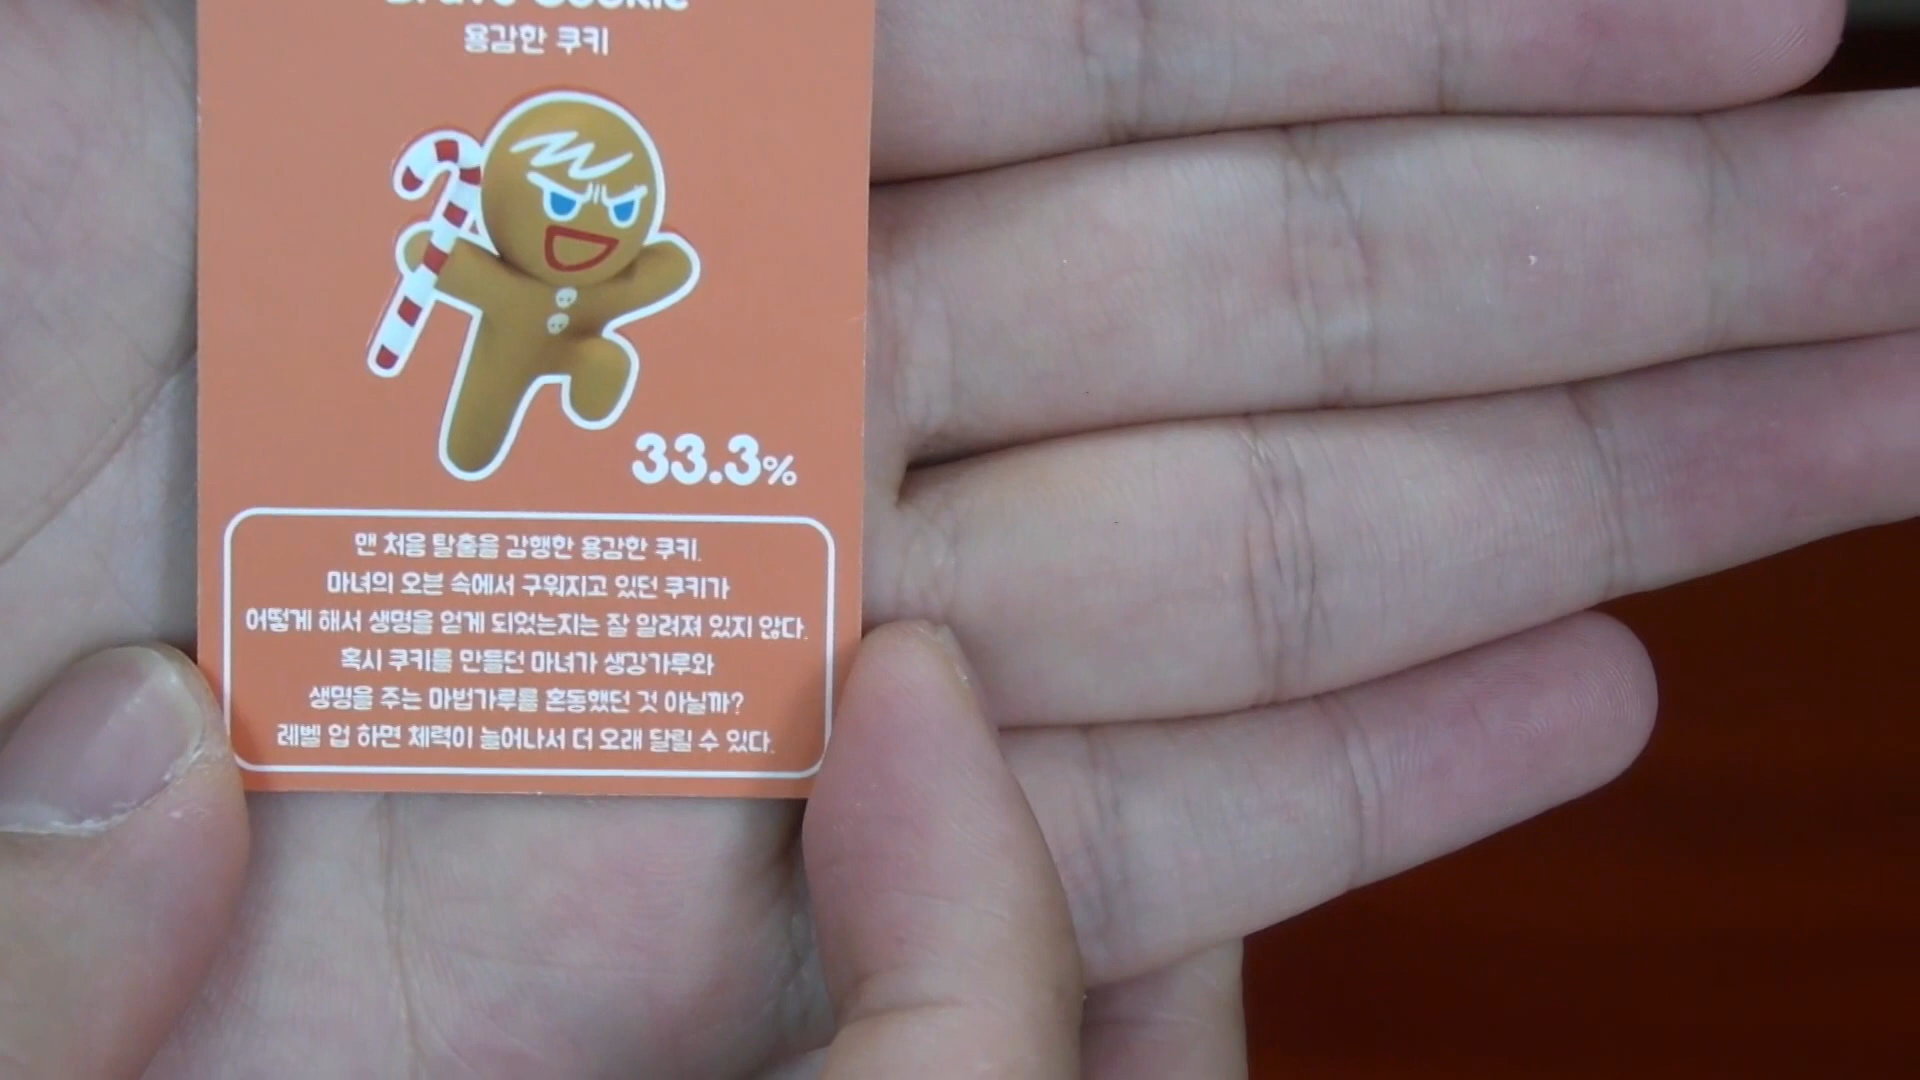 Brave Cookie
용감한 쿠키
33.3%
맨 처음 탈출을 감행한 용감한 쿠키.
마녀의 오븐 속에서 구워지고 있던 쿠키가
어떻게 해서 생명을 얻게 되었는지는 잘 알려져 있지 않다.
혹시 쿠키를 만들던 마녀가 생강가루와
생명을 주는 마법가루를 혼동했던 것 아닐까?
레벨 업 하면 체력이 늘어나서 더 오래 달릴 수 있다.